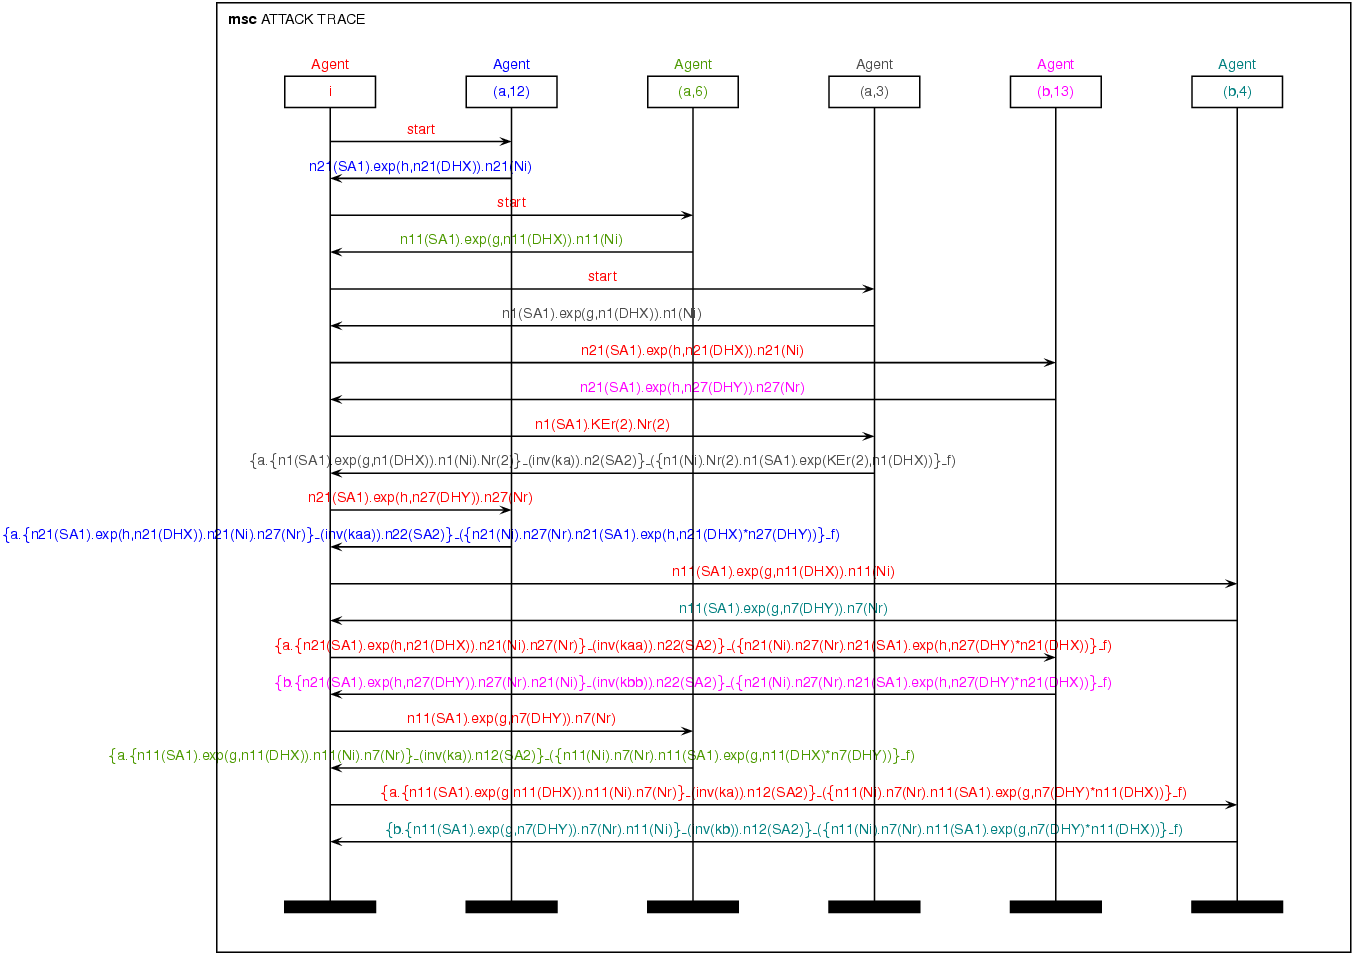 msc ATTACK TRACE
Agent Agent Agent Agent Agent Agent
i (a,12) (a,6) (a,3) (b,13) (b,4)
start
n21(SA1).exp(h,n21(DHX)).n21(Ni)
start
n11(SA1).exp(g,n11(DHX)).n11(Ni)
start
n1(SA1).exp(g,n1(DHX)).n1(Ni)
n21(SA1).exp(h,n21(DHX)).n21(Ni)
n21(SA1).exp(h,n27(DHY)).n27(Nr)
n1(SA1).KEr(2).Nr(2)
{a.{n1(SA1).exp(g,n1(DHX)).n1(Ni).Nr(2)}_(inv(ka)).n2(SA2)}_({n1(Ni).Nr(2).n1(SA1).exp(KEr(2),n1(DHX))}_f)
n21(SA1).exp(h,n27(DHY)).n27(Nr)
{a.{n21(SA1).exp(h,n21(DHX)).n21(Ni).n27(Nr)}_(inv(kaa)).n22(SA2)}_({n21(Ni).n27(Nr).n21(SA1).exp(h,n21(DHX)*n27(DHY))}_f)
n11(SA1).exp(g,n11(DHX)).n11(Ni)
n11(SA1).exp(g,n7(DHY)).n7(Nr)
{a.{n21(SA1).exp(h,n21(DHX)).n21(Ni).n27(Nr)}_(inv(kaa)).n22(SA2)}_({n21(Ni).n27(Nr).n21(SA1).exp(h,n27(DHY)*n21(DHX))}_f)
{b.{n21(SA1).exp(h,n27(DHY)).n27(Nr).n21(Ni)}_(inv(kbb)).n22(SA2)}_({n21(Ni).n27(Nr).n21(SA1).exp(h,n27(DHY)*n21(DHX))}_f)
n11(SA1).exp(g,n7(DHY)).n7(Nr)
{a.{n11(SA1).exp(g,n11(DHX)).n11(Ni).n7(Nr)}_(inv(ka)).n12(SA2)}_({n11(Ni).n7(Nr).n11(SA1).exp(g,n11(DHX)*n7(DHY))}_f)
{a.{n11(SA1).exp(g,n11(DHX)).n11(Ni).n7(Nr)}_(inv(ka)).n12(SA2)}_({n11(Ni).n7(Nr).n11(SA1).exp(g,n7(DHY)*n11(DHX))}_f)
{b.{n11(SA1).exp(g,n7(DHY)).n7(Nr).n11(Ni)}_(inv(kb)).n12(SA2)}_({n11(Ni).n7(Nr).n11(SA1).exp(g,n7(DHY)*n11(DHX))}_f)